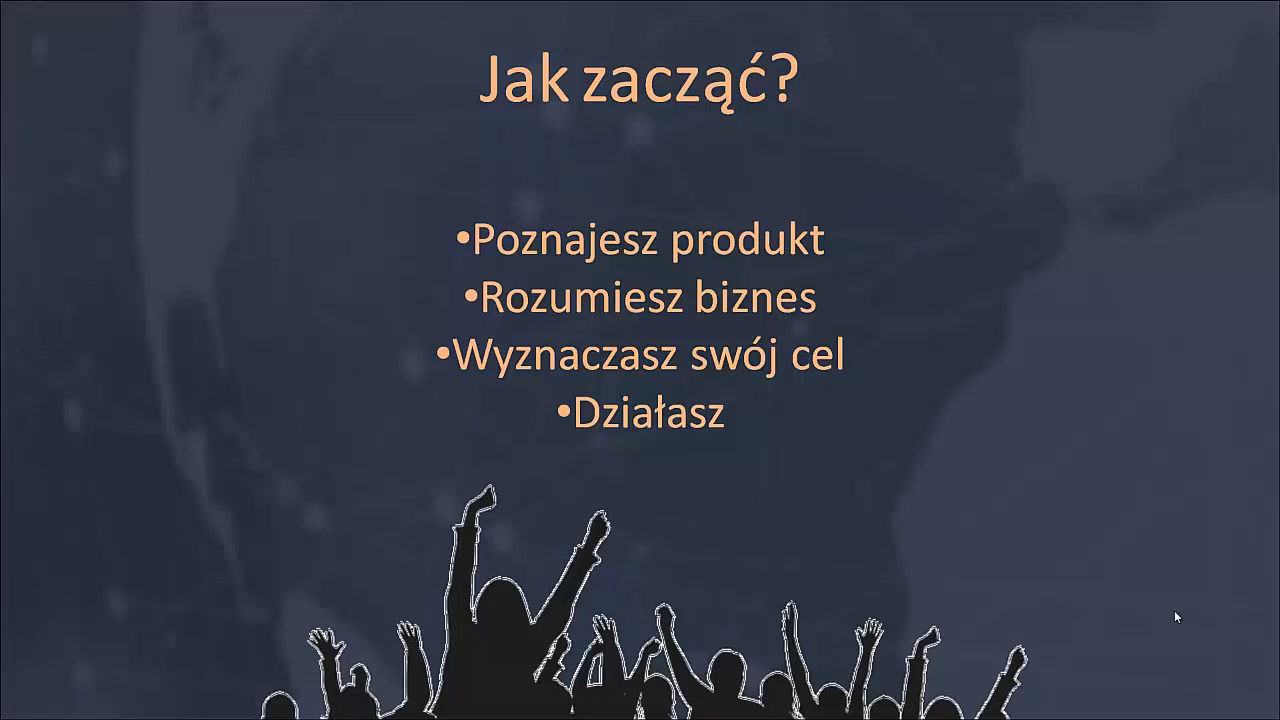 Jak zacząć?
•Poznajesz produkt
•Rozumiesz biznes
•Wyznaczasz swój cel
•Działasz